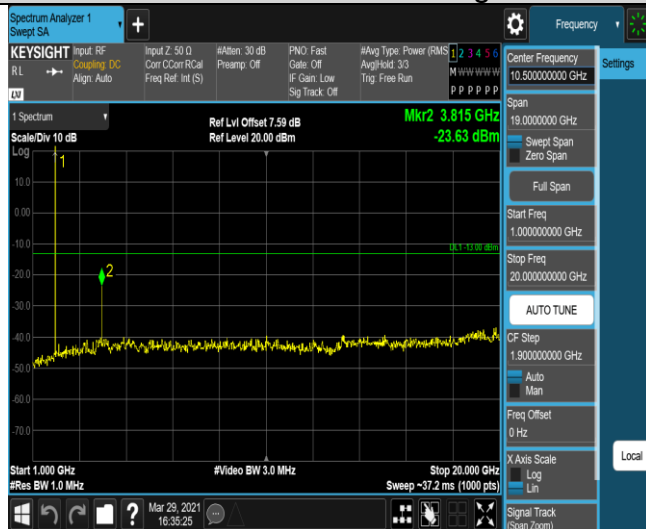 Spectrum Analyzer 1
Swept SA
Frequency
KEYSIGHT
RL
Input: RF
Coupling: DC
Align: Auto
Input Z: 50 Ω
Corr CCorr RCal
Freq Ref: Int (S)
#Atten: 30 dB
Preamp: Off
PNO: Fast
Gate: Off
IF Gain: Low
Sig Track: Off
#Avg Type: Power (RMS
Avg|Hold: 3/3
Trig: Free Run
1 2 3 4 5 6
M W W W W W
P P P P P P
LXI
1 Spectrum
Scale/Div 10 dB
Ref Lvl Offset 7.59 dB
Ref Level 20.00 dBm
Mkr2 3.815 GHz
-23.63 dBm
Log
10.0
0.00
-10.0
-20.0
-30.0
-40.0
-50.0
-60.0
-70.0
1
2
DL1 -13.00 dBm
Start 1.000 GHz
#Res BW 1.0 MHz
#Video BW 3.0 MHz
Stop 20.000 GHz
Sweep ~37.2 ms (1000 pts)
?
Mar 29, 2021
16:35:25
Center Frequency
10.500000000 GHz
Span
19.0000000 GHz
Swept Span
Zero Span
Full Span
Start Freq
1.000000000 GHz
Stop Freq
20.000000000 GHz
AUTO TUNE
CF Step
1.900000000 GHz
Auto
Man
Freq Offset
0 Hz
X Axis Scale
Log
Lin
Signal Track
(Span Zoom)
Settings
Local